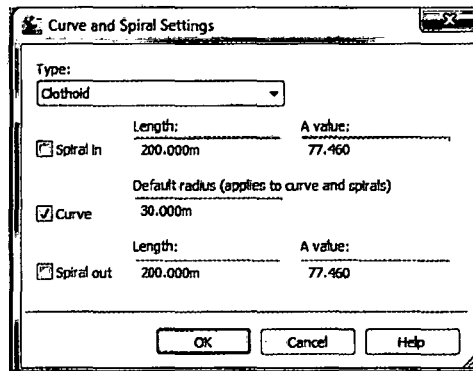 Curve and Spiral Settings
Type:
Clothoid
Length: A value:
Spiral In 200.000m 77.460
Default radius (applies to curve and spirals)
Curve 30.000m
Length: A value:
Spiral out 200.000m 77.460
OK Cancel Help